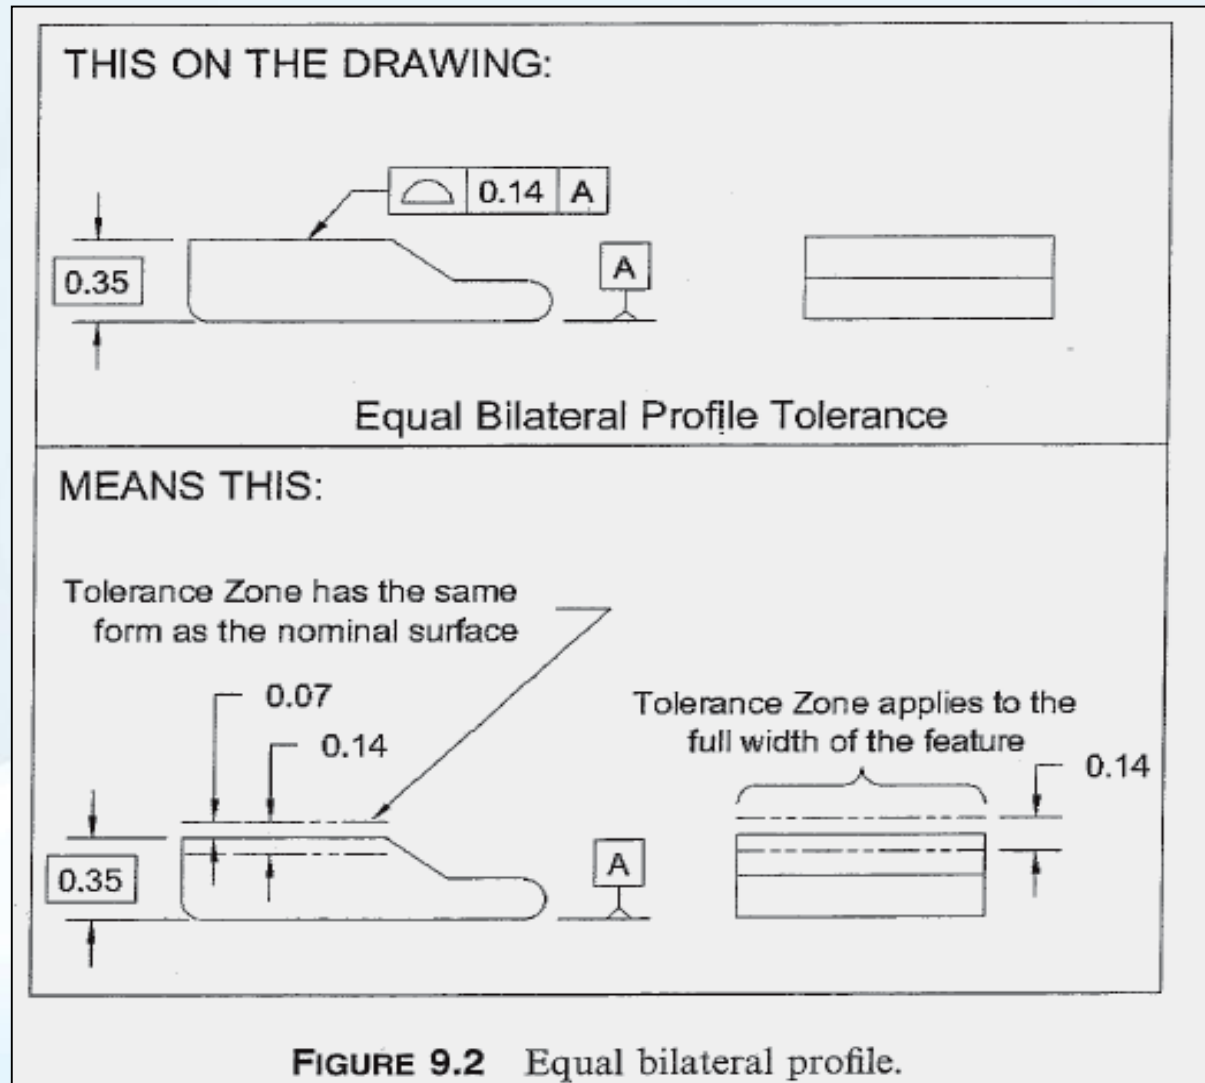 THIS ON THE DRAWING:
0.14 A
0.35
A
Equal Bilateral Profile Tolerance
MEANS THIS:
Tolerance Zone has the same
form as the nominal surface
0.07
0.14
Tolerance Zone applies to the
full width of the feature
0.14
0.35
A
FIGURE 9.2 Equal bilateral profile.